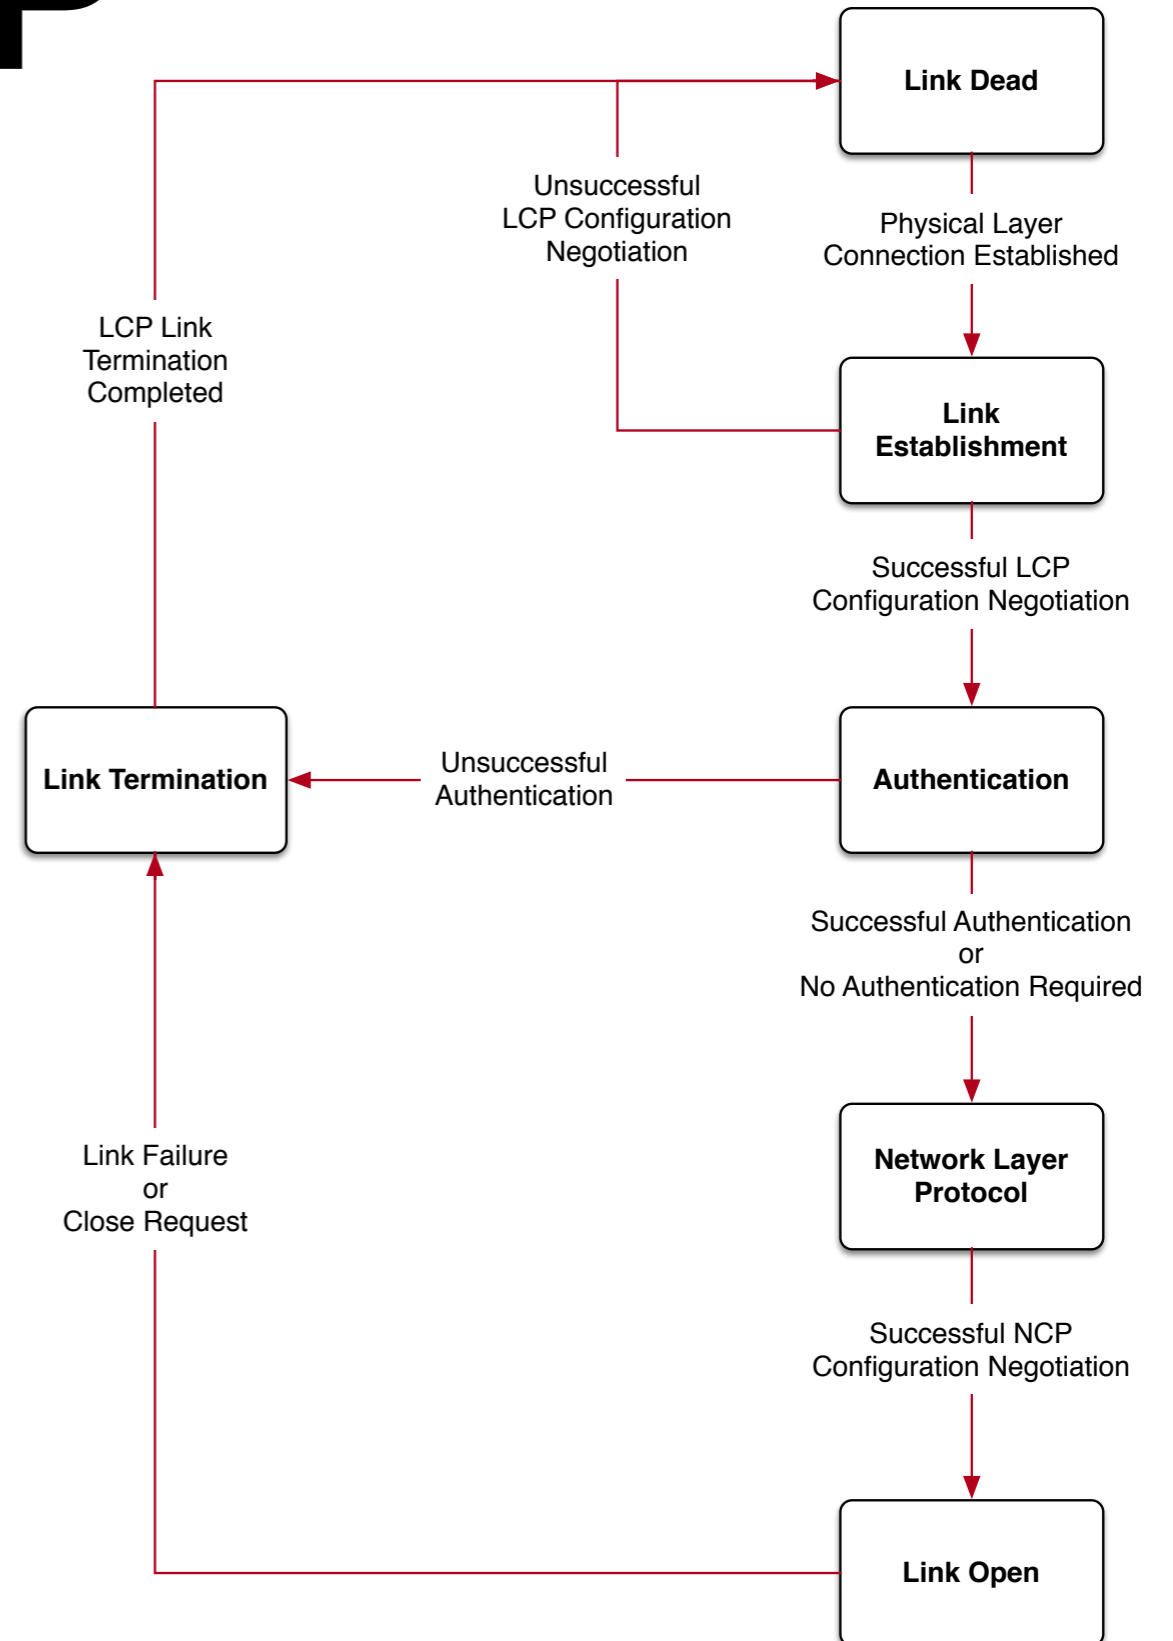 P
Link Dead
Unsuccessful
LCP Configuration
Negotiation
Physical Layer
Connection Established
LCP Link
Termination
Completed
Link
Establishment
Successful LCP
Configuration Negotiation
Link Termination
Unsuccessful
Authentication
Authentication
Successful Authentication
or
No Authentication Required
Link Failure
or
Close Request
Network Layer
Protocol
Successful NCP
Configuration Negotiation
Link Open